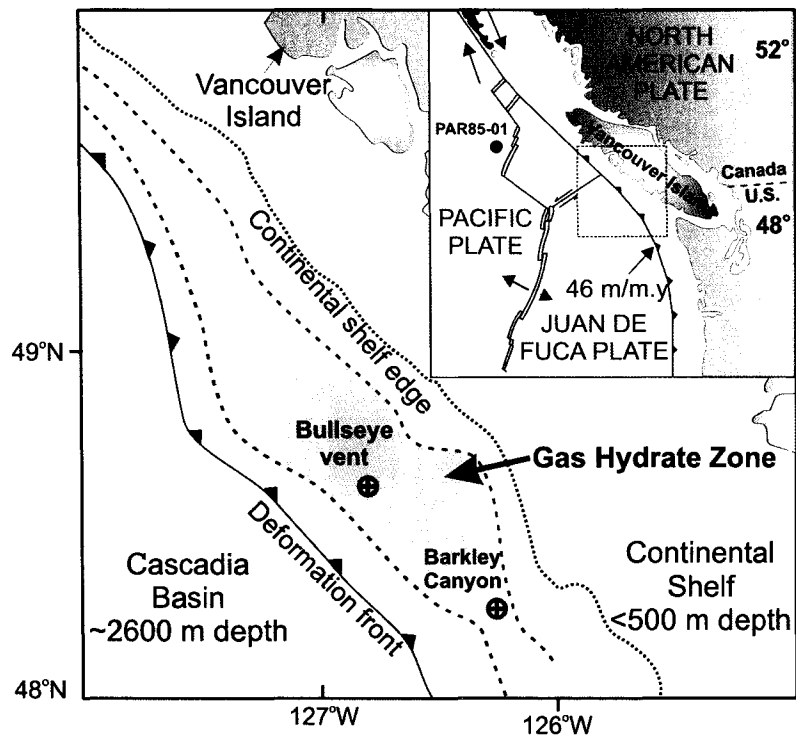 Vancouver
Island
Continental shelf edge
Bullseye
vent
Gas Hydrate Zone
Deformation front
Barkley
Canyon
Cascadia
Basin
~2600 m depth
Continental
Shelf
<500 m depth
49°N
48°N
127°W
126°W
NORTH
AMERICAN
PLATE
52°
PAR85-01
Vancouver Island
Canada
U.S.
48°
PACIFIC
PLATE
46 m/m.y
JUAN DE
FUCA PLATE